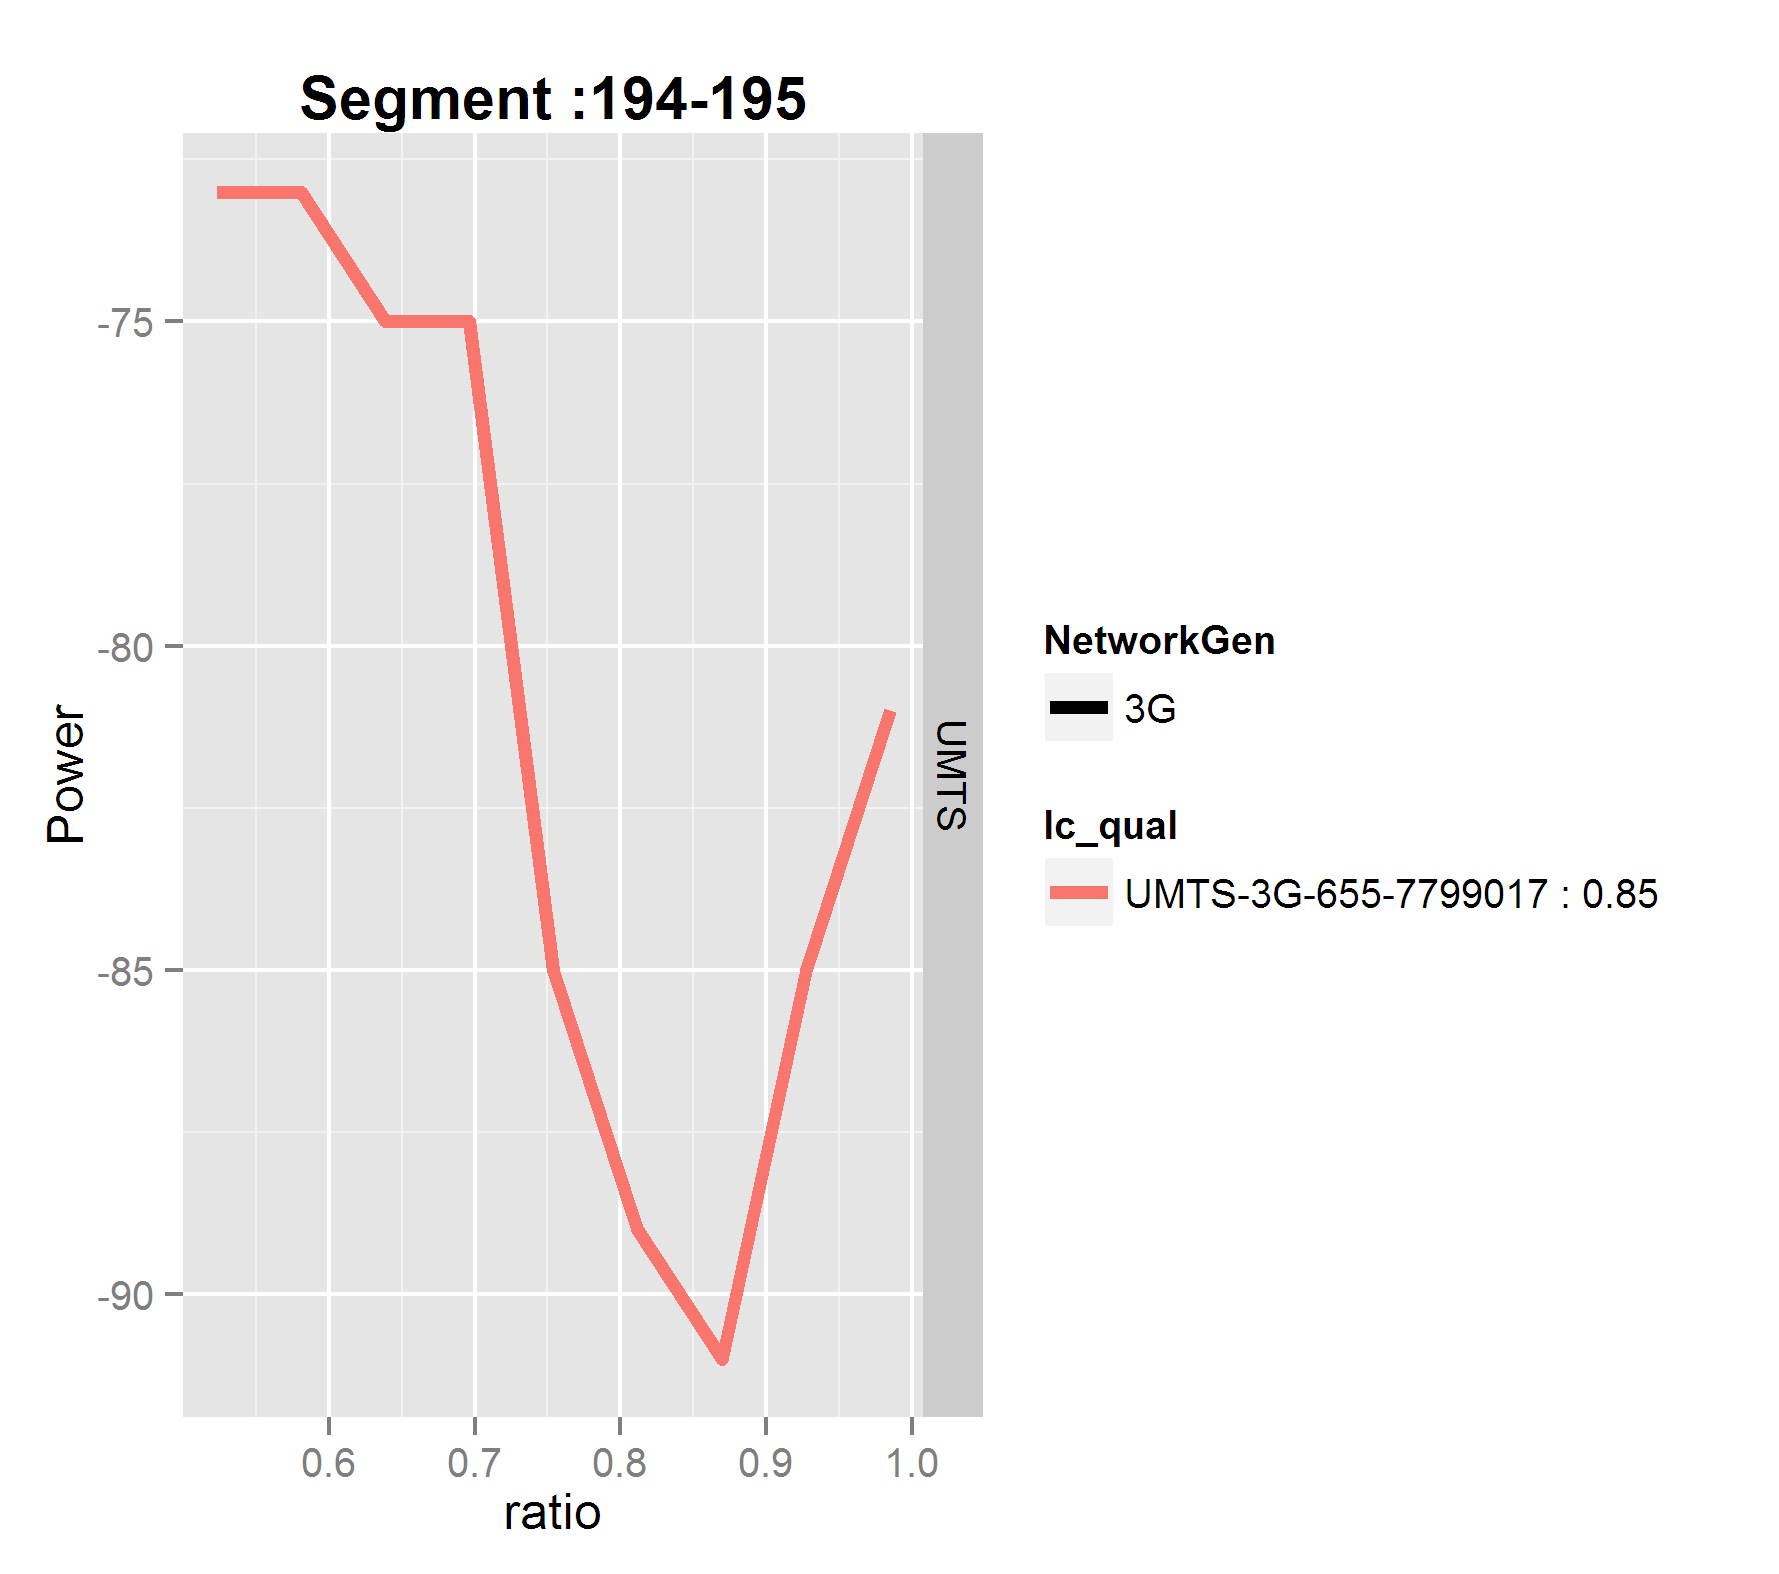 Segment :194-195
-75
-80
-85
-90
Power
0.6
0.7
0.8
0.9
1.0
ratio
UMTS
NetworkGen
3G
lc_qual
UMTS-3G-655-7799017 : 0.85